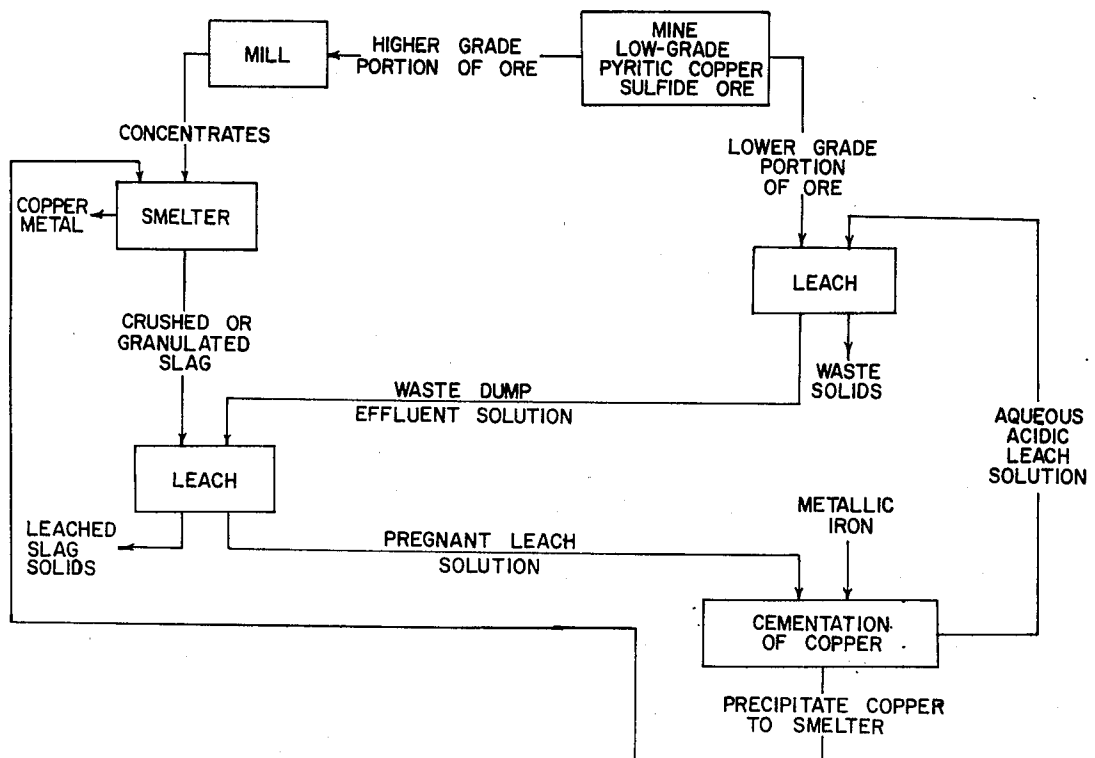 MINE
LOW-GRADE
PYRITIC COPPER
SULFIDE ORE
HIGHER GRADE
PORTION OF ORE
MILL
CONCENTRATES
LOWER GRADE
PORTION
OF ORE
COPPER
METAL
SMELTER
LEACH
CRUSHED OR
GRANULATED
SLAG
WASTE
SOLIDS
WASTE DUMP
EFFLUENT SOLUTION
AQUEOUS
ACIDIC
LEACH
SOLUTION
LEACH
METALLIC
IRON
LEACHED
SLAG
SOLIDS
PREGNANT LEACH
SOLUTION
CEMENTATION
OF COPPER
PRECIPITATE COPPER
TO SMELTER